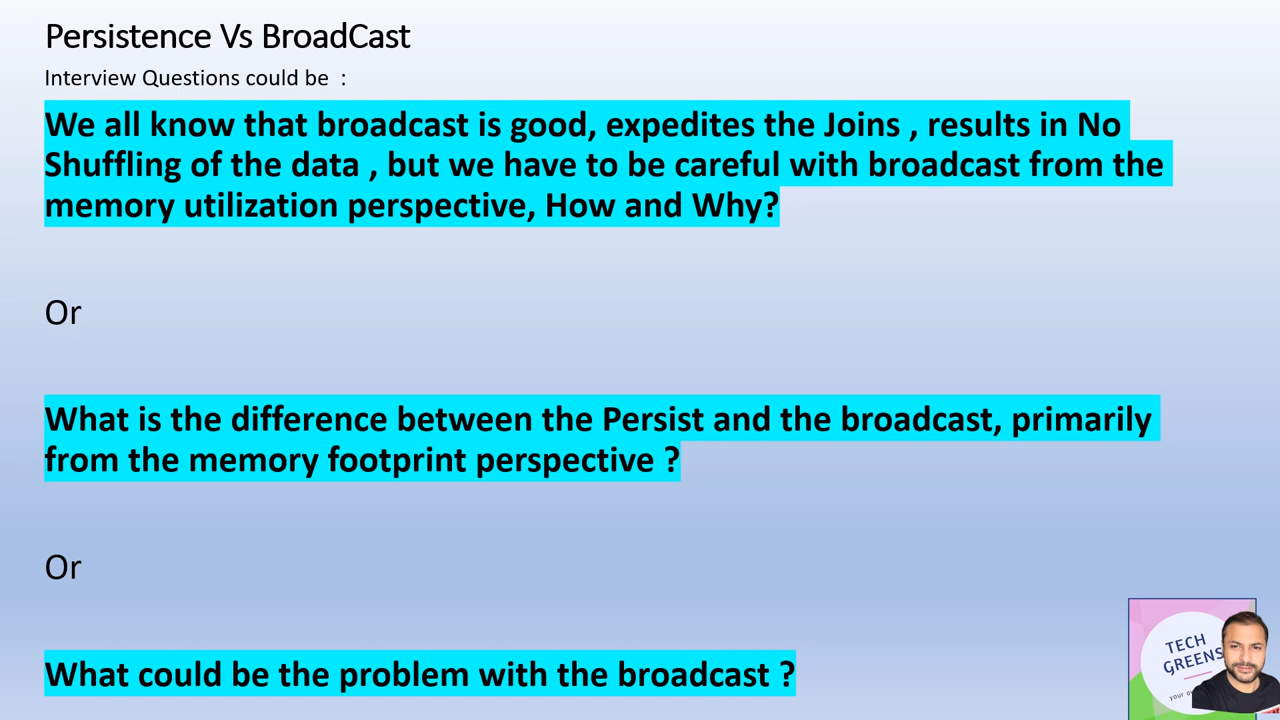 Persistence Vs BroadCast
Interview Questions could be :
We all know that broadcast is good, expedites the Joins , results in No
Shuffling of the data , but we have to be careful with broadcast from the
memory utilization perspective, How and Why?
Or
What is the difference between the Persist and the broadcast, primarily
from the memory footprint perspective ?
Or
What could be the problem with the broadcast ?
TECH
GREENS
your